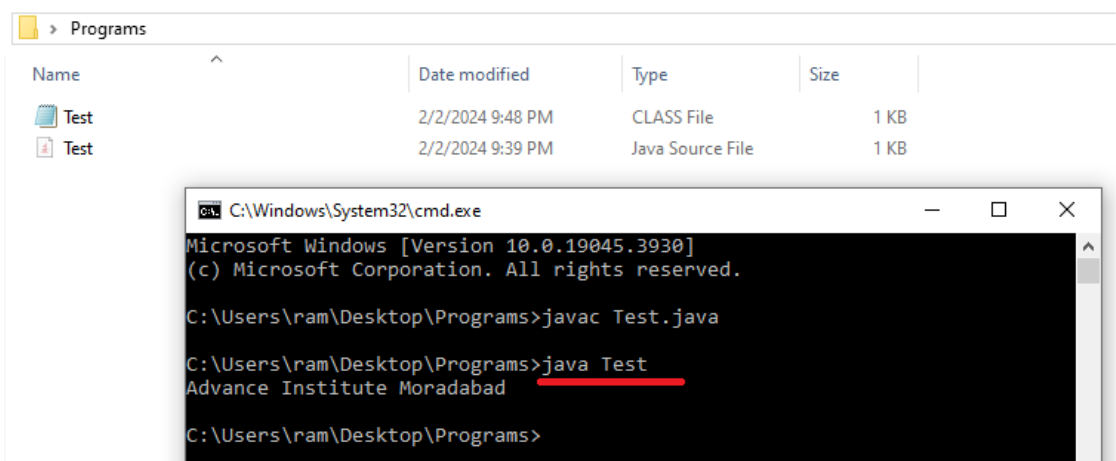 > Programs
Name Date modified Type Size
Test 2/2/2024 9:48 PM CLASS File 1 KB
Test 2/2/2024 9:39 PM Java Source File 1 KB
C:\Windows\System32\cmd.exe
Microsoft Windows [Version 10.0.19045.3930]
(c) Microsoft Corporation. All rights reserved.
C:\Users\ram\Desktop\Programs>javac Test.java
C:\Users\ram\Desktop\Programs>java Test
Advance Institute Moradabad
C:\Users\ram\Desktop\Programs>